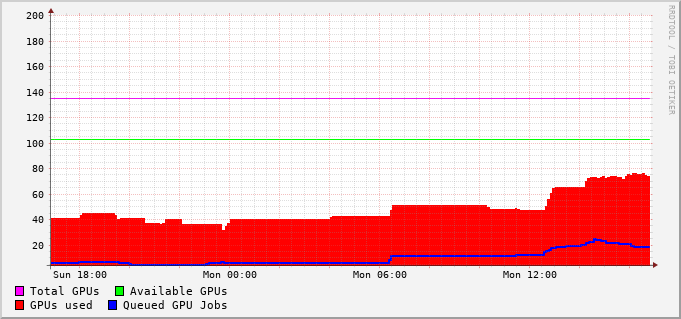 200
180
160
140
120
100
80
60
40
20
Sun 18:00 Mon 00:00 Mon 06:00 Mon 12:00
Total GPUs Available GPUs
GPUs used Queued GPU Jobs
RRDTOOL / TOBI OETIKER